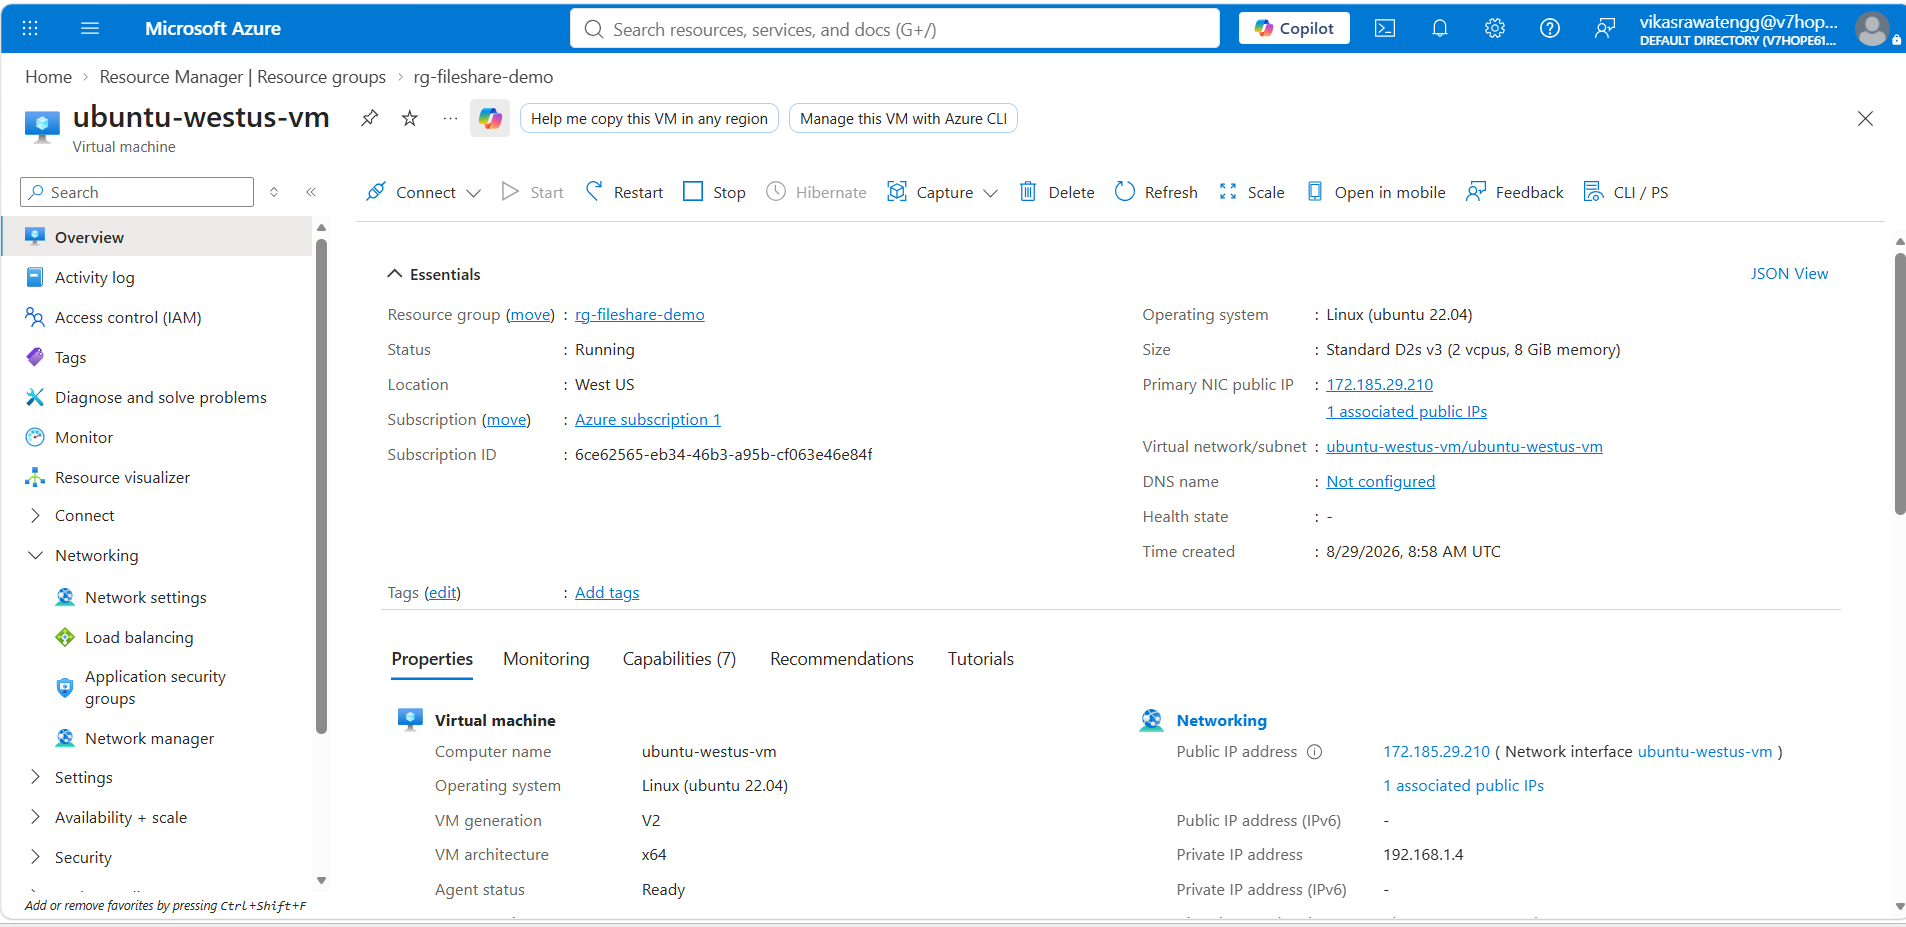 Microsoft Azure
Search resources, services, and docs (G+/)
Copilot
vikasrawatengg@v7hop...
DEFAULT DIRECTORY (V7HOPE61...
Home > Resource Manager | Resource groups > rg-fileshare-demo
ubuntu-westus-vm
Virtual machine
Help me copy this VM in any region
Manage this VM with Azure CLI
Search
Connect
Start
Restart
Stop
Hibernate
Capture
Delete
Refresh
Scale
Open in mobile
Feedback
CLI / PS
Overview
Activity log
Access control (IAM)
Tags
Diagnose and solve problems
Monitor
Resource visualizer
Connect
Networking
Network settings
Load balancing
Application security
groups
Network manager
Settings
Availability + scale
Security
Add or remove favorites by pressing Ctrl+Shift+F
Essentials
JSON View
Resource group (move) : rg-fileshare-demo
Status : Running
Location : West US
Subscription (move) : Azure subscription 1
Subscription ID : 6ce62565-eb34-46b3-a95b-cf063e46e84f
Operating system : Linux (ubuntu 22.04)
Size : Standard D2s v3 (2 vcpus, 8 GiB memory)
Primary NIC public IP : 172.185.29.210
1 associated public IPs
Virtual network/subnet : ubuntu-westus-vm/ubuntu-westus-vm
DNS name : Not configured
Health state : -
Time created : 8/29/2026, 8:58 AM UTC
Tags (edit) : Add tags
Properties
Monitoring
Capabilities (7)
Recommendations
Tutorials
Virtual machine
Computer name ubuntu-westus-vm
Operating system Linux (ubuntu 22.04)
VM generation V2
VM architecture x64
Agent status Ready
Networking
Public IP address 172.185.29.210 ( Network interface ubuntu-westus-vm )
1 associated public IPs
Public IP address (IPv6) -
Private IP address 192.168.1.4
Private IP address (IPv6) -